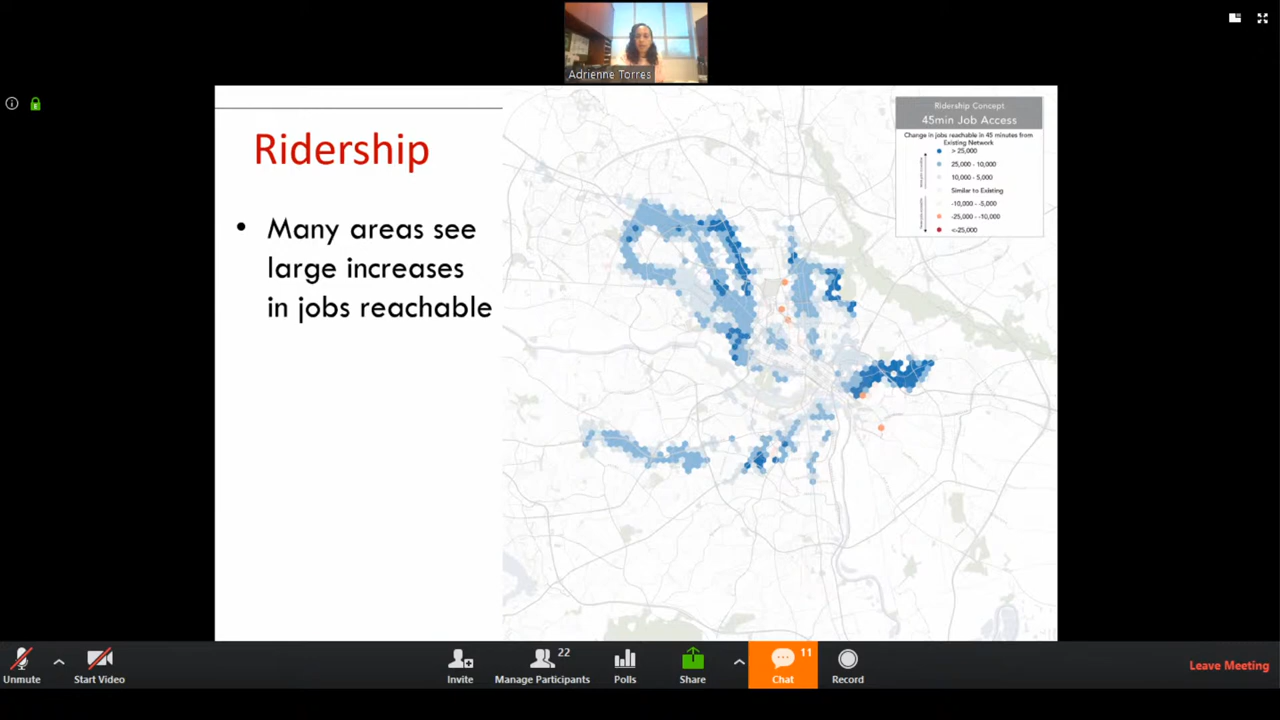 Adrienne Torres
Ridership
• Many areas see
large increases
in jobs reachable
Ridership Concept
45min Job Access
Change in jobs reachable in 45 minutes from
Existing Network
> 25,000
25,000 - 10,000
10,000 - 5,000
Similar to Existing
-10,000 - -5,000
-25,000 - -10,000
<-25,000
Unmute
Start Video
Invite
22
Manage Participants
Polls
Share
11
Chat
Record
Leave Meeting